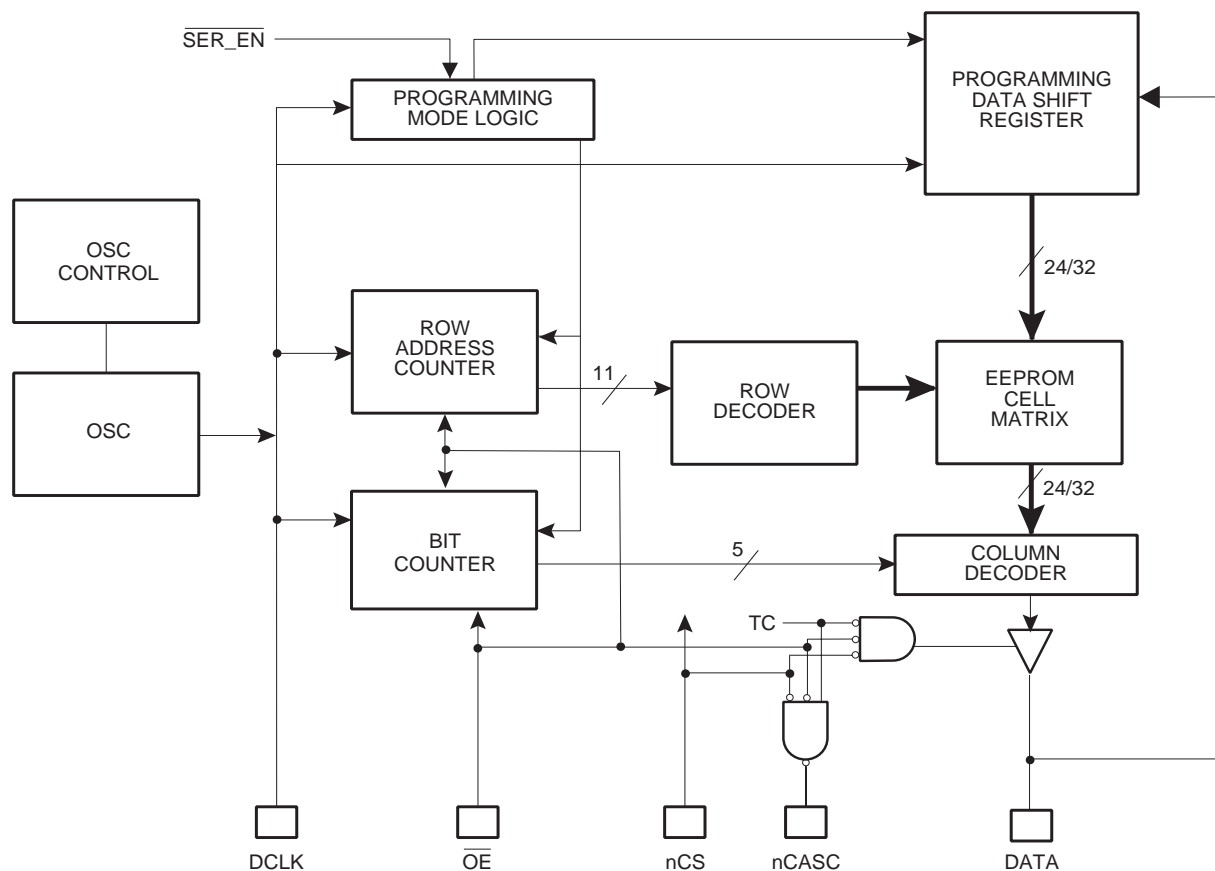 SER_EN
PROGRAMMING
MODE LOGIC
PROGRAMMING
DATA SHIFT
REGISTER
OSC
CONTROL
24/32
ROW
ADDRESS
COUNTER
11
ROW
DECODER
EEPROM
CELL
MATRIX
OSC
24/32
BIT
COUNTER
5
COLUMN
DECODER
TC
DCLK
OE
nCS
nCASC
DATA